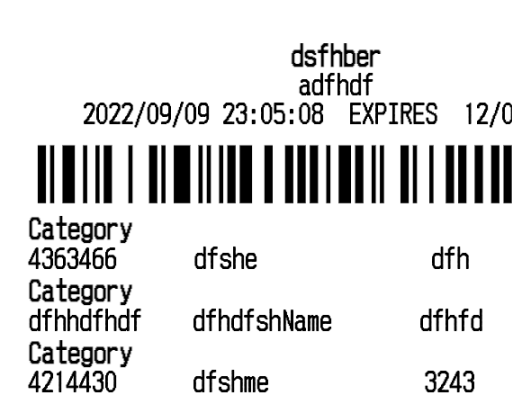 dsfhber
adfhdf
2022/09/09 23:05:08 EXPIRES 12/0
Category
4363466 dfshe dfh
Category
dfhhdfhdf dfhdfshName dfhfd
Category
4214430 dfshme 3243